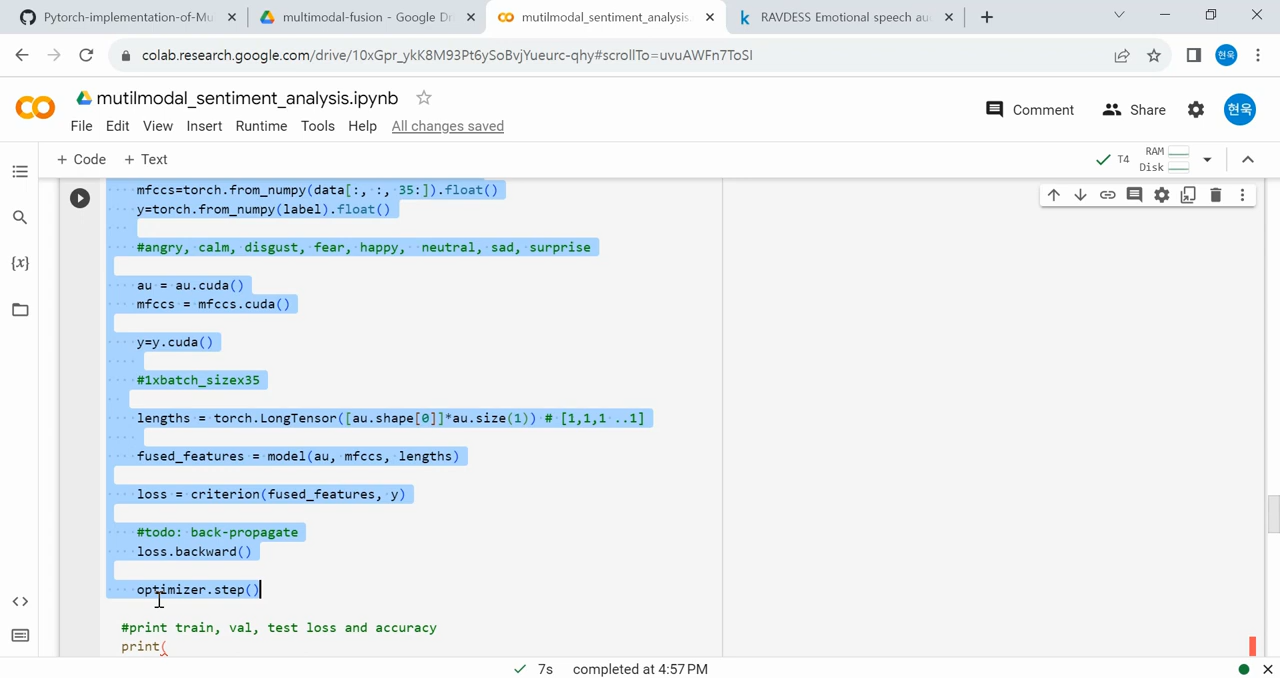 Pytorch-implementation-of-Mu
multimodal-fusion - Google Dr
mutilmodal_sentiment_analysis.
RAVDESS Emotional speech au
colab.research.google.com/drive/10xGpr_ykK8M93Pt6ySoBvjYueurc-qhy#scrollTo=uvuAWFn7ToSI
현욱
mutilmodal_sentiment_analysis.ipynb
Comment
Share
현욱
File Edit View Insert Runtime Tools Help All changes saved
+ Code + Text
T4
RAM
Disk
mfccs=torch.from_numpy(data[:, :, 35:]).float()
y=torch.from_numpy(label).float()
#angry, calm, disgust, fear, happy,  neutral, sad, surprise
au = au.cuda()
mfccs = mfccs.cuda()
y=y.cuda()
#1xbatch_sizex35
lengths = torch.LongTensor([au.shape[0]]*au.size(1)) # [1,1,1 ..1]
fused_features = model(au, mfccs, lengths)
loss = criterion(fused_features, y)
#todo: back-propagate
loss.backward()
optimizer.step()
#print train, val, test loss and accuracy
print(
7s completed at 4:57 PM